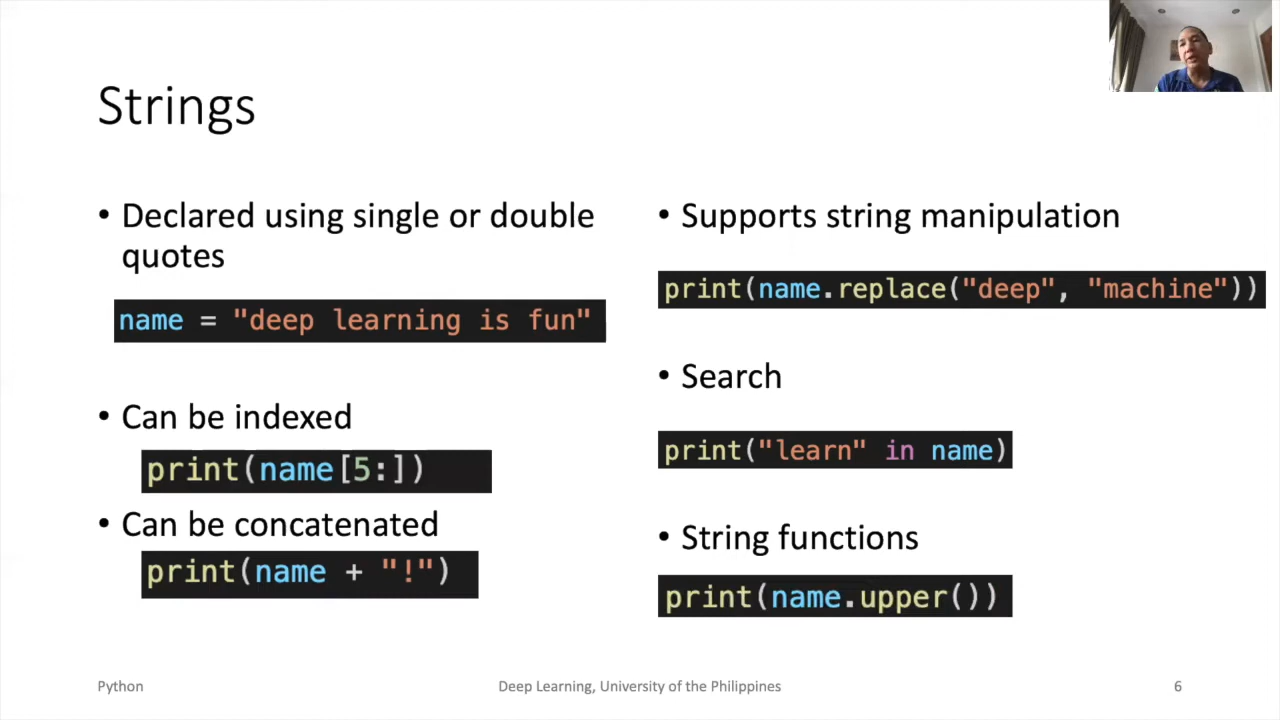 Strings
• Declared using single or double
quotes
name = "deep learning is fun"
• Can be indexed
print(name[5:])
• Can be concatenated
print(name + "!")
• Supports string manipulation
print(name.replace("deep", "machine"))
• Search
print("learn" in name)
• String functions
print(name.upper())
Python
Deep Learning, University of the Philippines
6